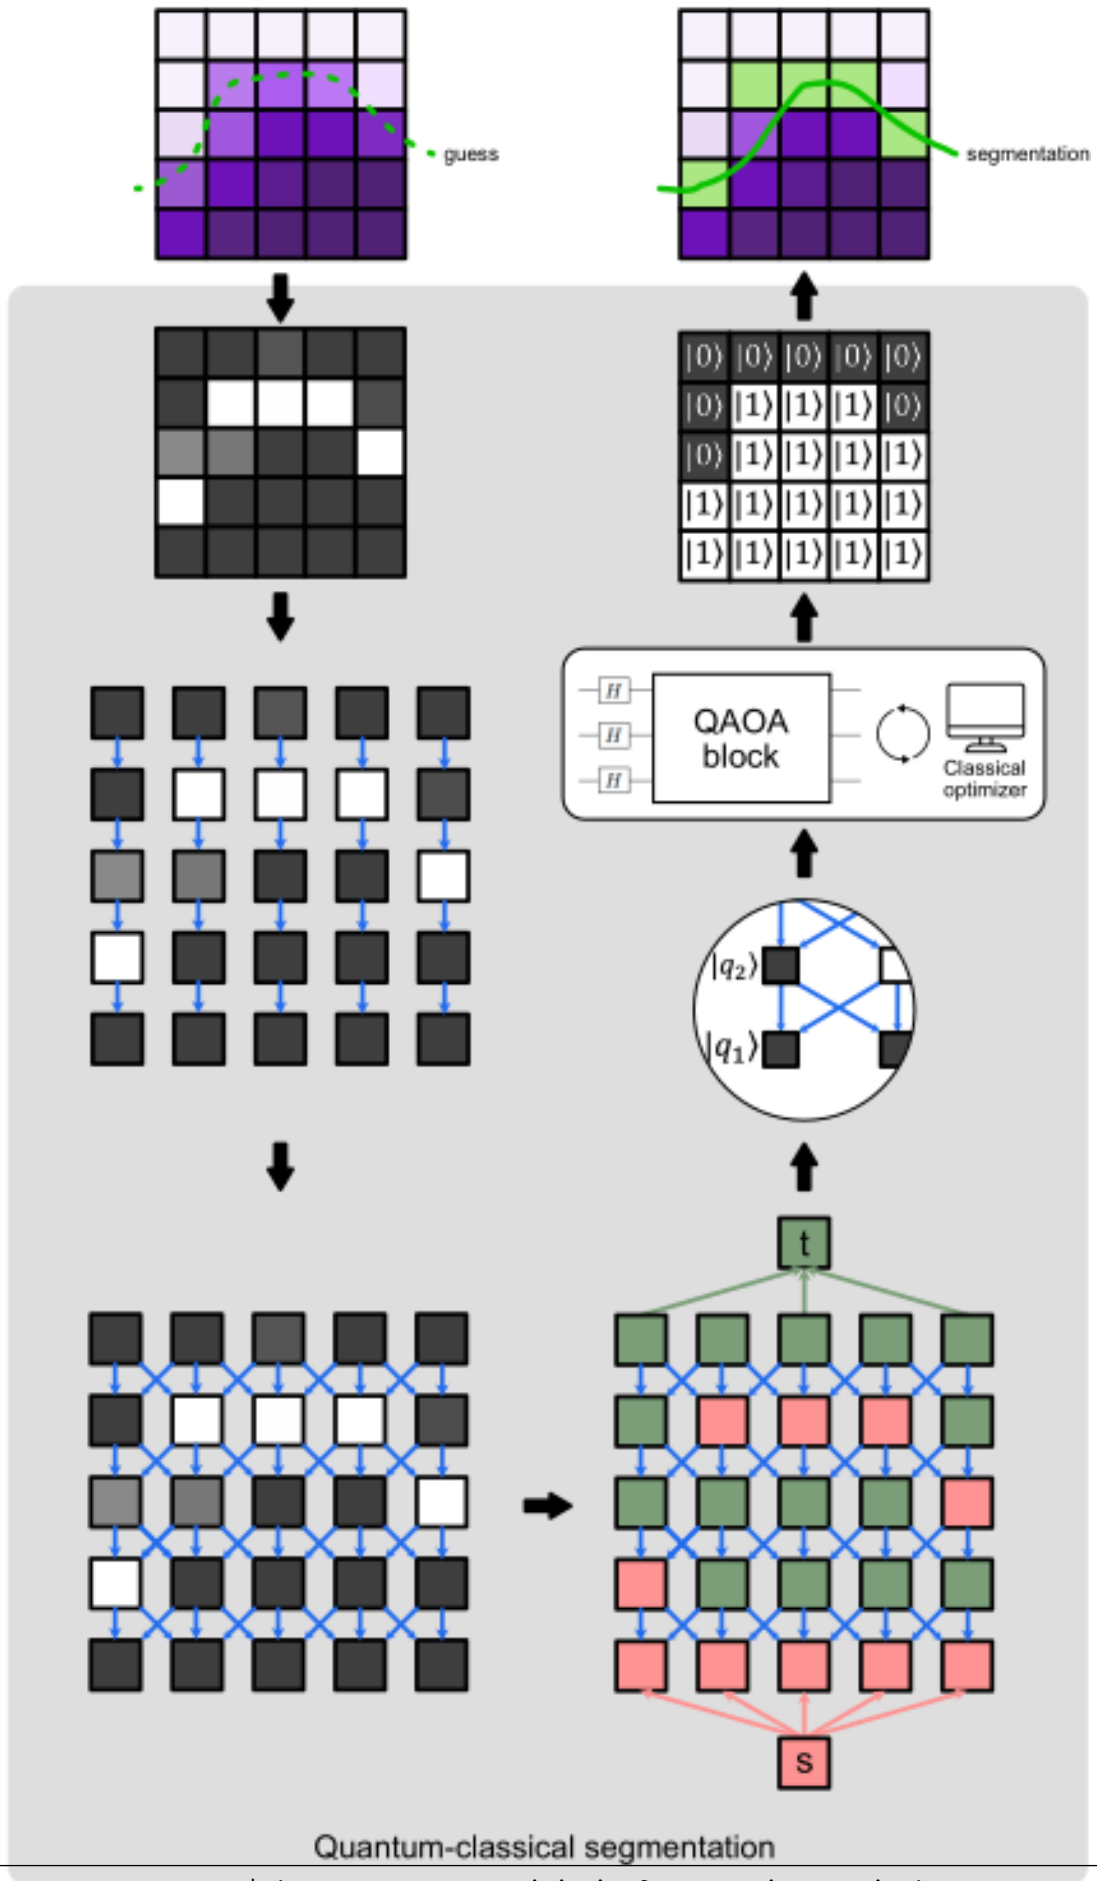 guess
segmentation
|0⟩ |0⟩ |0⟩ |0⟩ |0⟩
|0⟩ |1⟩ |1⟩ |1⟩ |0⟩
|0⟩ |1⟩ |1⟩ |1⟩ |1⟩
|1⟩ |1⟩ |1⟩ |1⟩ |1⟩
|1⟩ |1⟩ |1⟩ |1⟩ |1⟩
H
H
H
QAOA
block
Classical
optimizer
|q₂⟩
|q₁⟩
t
s
Quantum-classical segmentation